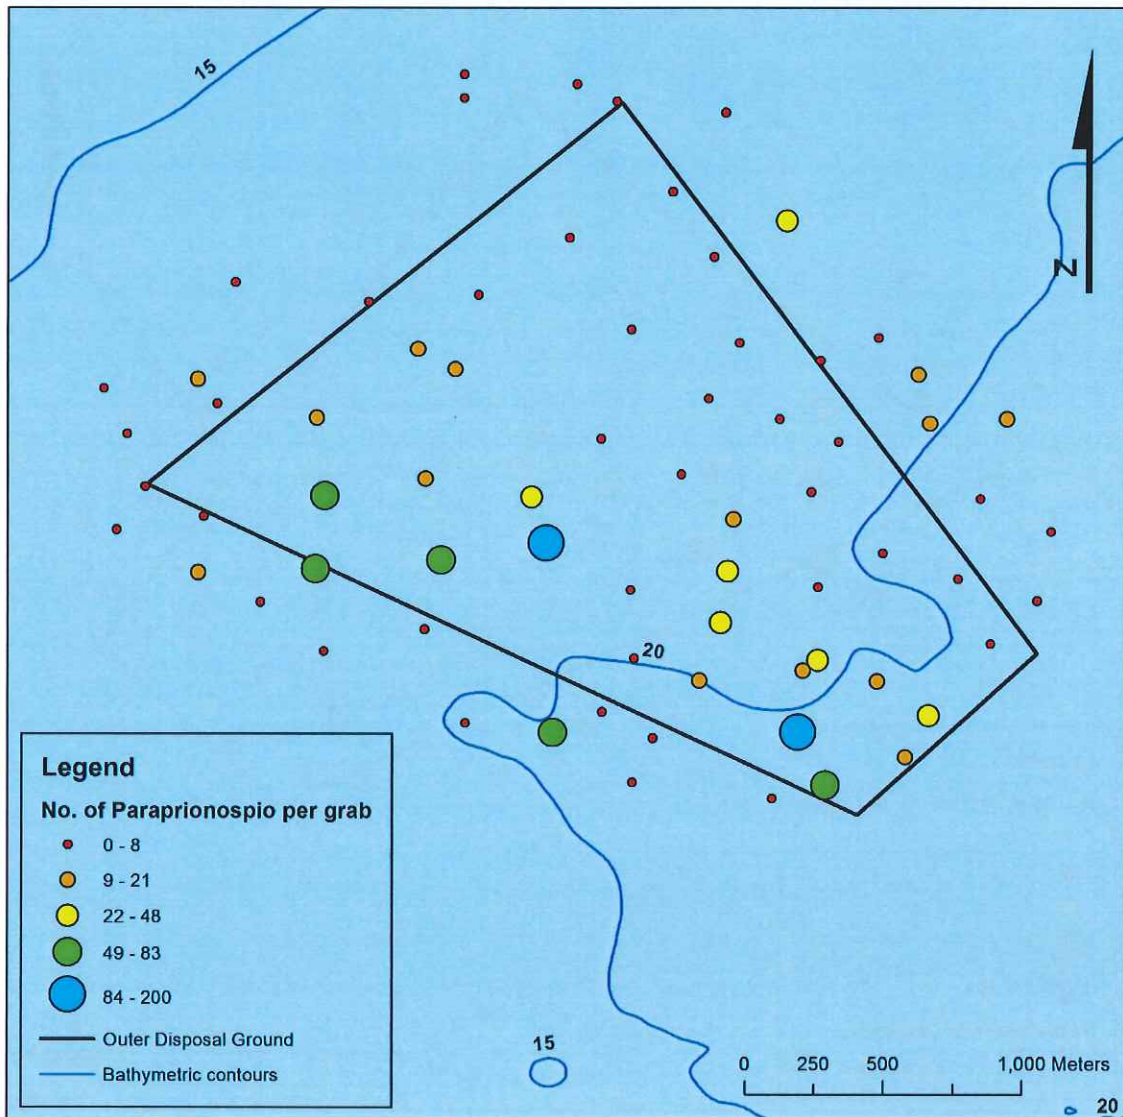 15
N
20
Legend
No. of Paraprionospio per grab
0 - 8
9 - 21
22 - 48
49 - 83
84 - 200
Outer Disposal Ground
Bathymetric contours
15
0 250 500 1,000 Meters
20